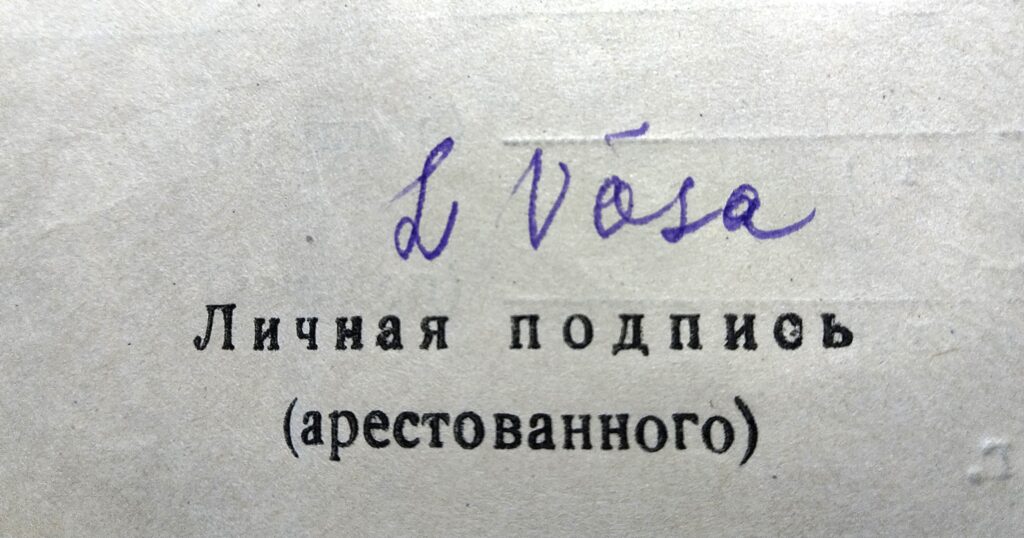 L Võsa
Личная подпись
(арестованного)